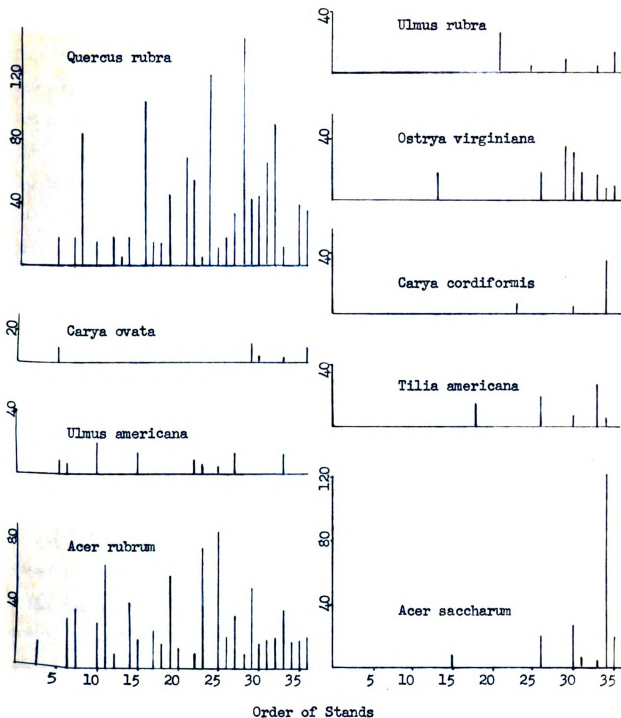 Quercus rubra
120
80
40
Carya ovata
20
Ulmus americana
40
Acer rubrum
80
40
5 10 15 20 25 30 35
Ulmus rubra
40
Ostrya virginiana
40
Carya cordiformis
40
Tilia americana
40
Acer saccharum
120
80
40
5 10 15 20 25 30 35
Order of Stands